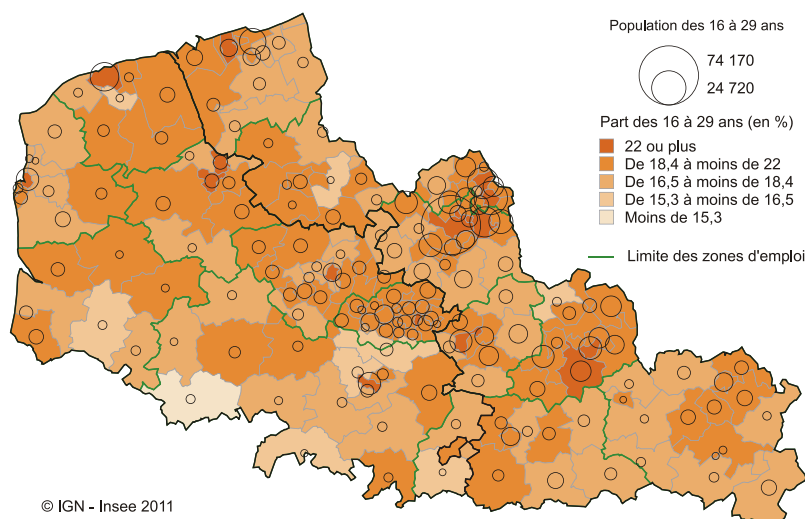 Population des 16 à 29 ans
74 170
24 720
Part des 16 à 29 ans (en %)
22 ou plus
De 18,4 à moins de 22
De 16,5 à moins de 18,4
De 15,3 à moins de 16,5
Moins de 15,3
Limite des zones d'emploi
© IGN - Insee 2011